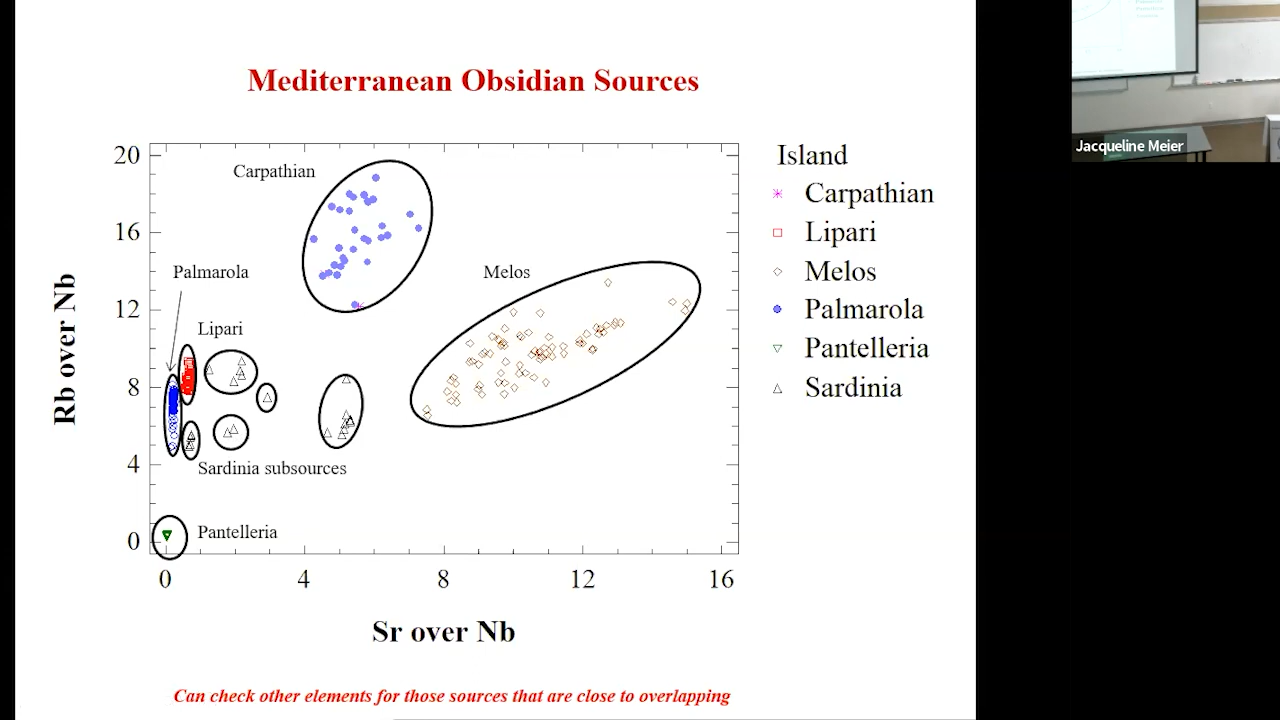 Mediterranean Obsidian Sources
Carpathian
Palmarola
Lipari
Melos
Sardinia subsources
Pantelleria
Rb over Nb
20
16
12
8
4
0
0 4 8 12 16
Sr over Nb
Island
Carpathian
Lipari
Melos
Palmarola
Pantelleria
Sardinia
Can check other elements for those sources that are close to overlapping
Jacqueline Meier